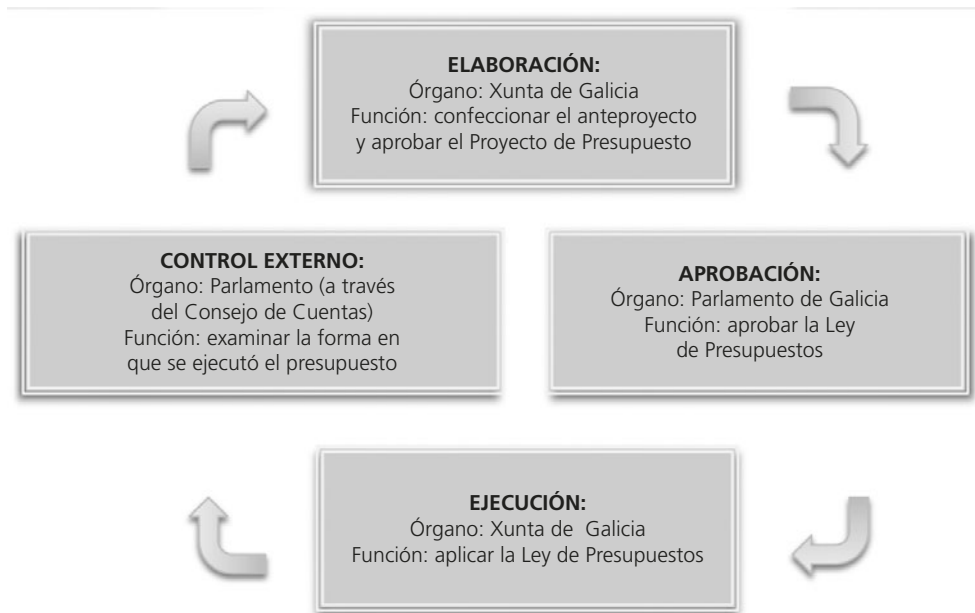 ELABORACIÓN:
Órgano: Xunta de Galicia
Función: confeccionar el anteproyecto
y aprobar el Proyecto de Presupuesto
CONTROL EXTERNO:
Órgano: Parlamento (a través
del Consejo de Cuentas)
Función: examinar la forma en
que se ejecutó el presupuesto
APROBACIÓN:
Órgano: Parlamento de Galicia
Función: aprobar la Ley
de Presupuestos
EJECUCIÓN:
Órgano: Xunta de Galicia
Función: aplicar la Ley de Presupuestos